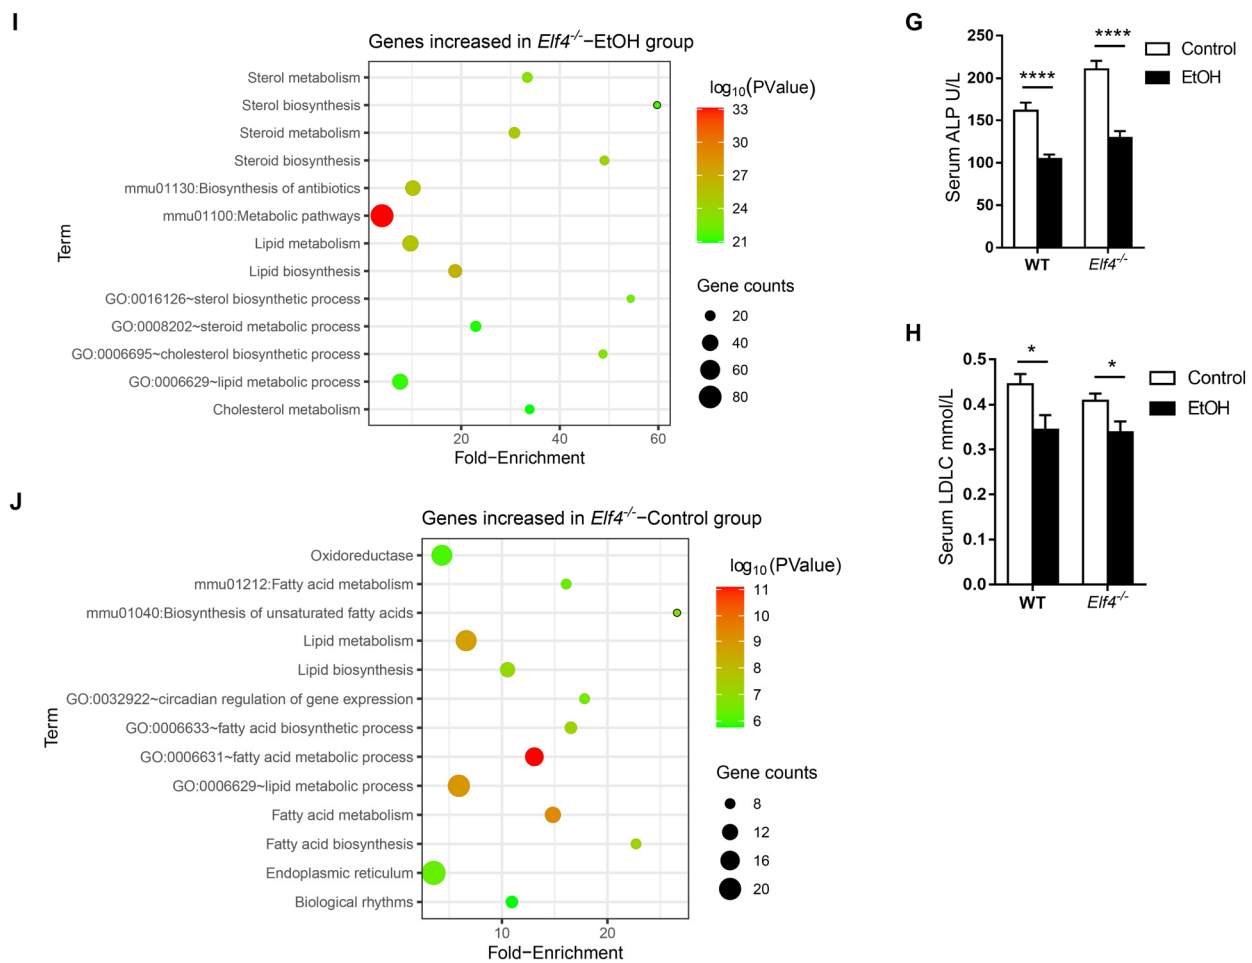 I
Genes increased in Elf4-/-−EtOH group
Term
Sterol metabolism
Sterol biosynthesis
Steroid metabolism
Steroid biosynthesis
mmu01130:Biosynthesis of antibiotics
mmu01100:Metabolic pathways
Lipid metabolism
Lipid biosynthesis
GO:0016126~sterol biosynthetic process
GO:0008202~steroid metabolic process
GO:0006695~cholesterol biosynthetic process
GO:0006629~lipid metabolic process
Cholesterol metabolism
20 40 60
Fold−Enrichment
log10(PValue)
33
30
27
24
21
Gene counts
20
40
60
80
G
Serum ALP U/L
250
200
150
100
50
0
**** ****
WT Elf4-/-
Control
EtOH
H
Serum LDLC mmol/L
0.5
0.4
0.3
0.2
0.1
0.0
* *
WT Elf4-/-
Control
EtOH
J
Genes increased in Elf4-/-−Control group
Term
Oxidoreductase
mmu01212:Fatty acid metabolism
mmu01040:Biosynthesis of unsaturated fatty acids
Lipid metabolism
Lipid biosynthesis
GO:0032922~circadian regulation of gene expression
GO:0006633~fatty acid biosynthetic process
GO:0006631~fatty acid metabolic process
GO:0006629~lipid metabolic process
Fatty acid metabolism
Fatty acid biosynthesis
Endoplasmic reticulum
Biological rhythms
10 20
Fold−Enrichment
log10(PValue)
11
10
9
8
7
6
Gene counts
8
12
16
20